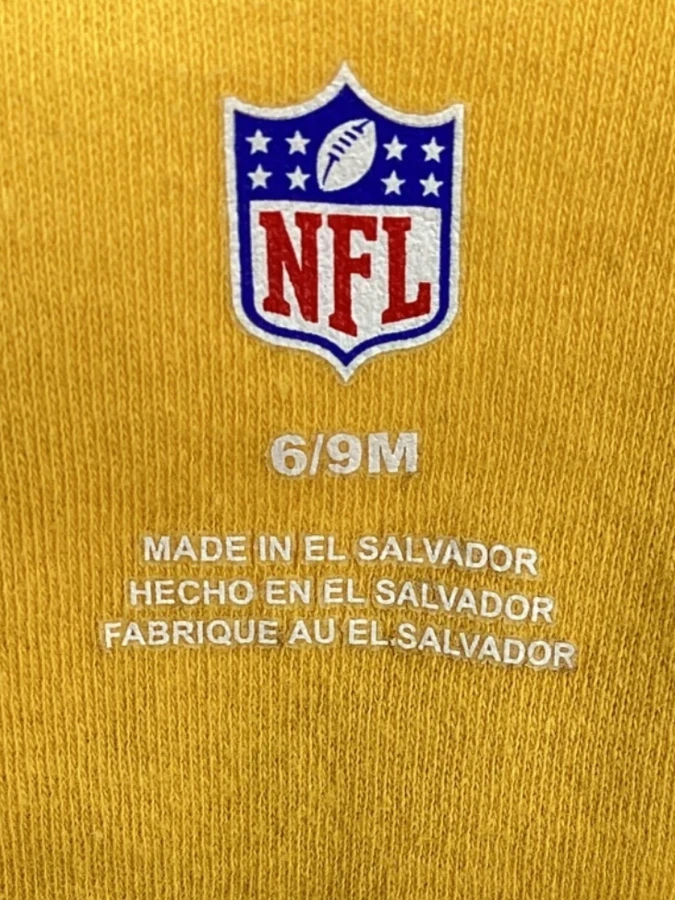 NFL
6/9M
MADE IN EL SALVADOR
HECHO EN EL SALVADOR
FABRIQUE AU EL.SALVADOR